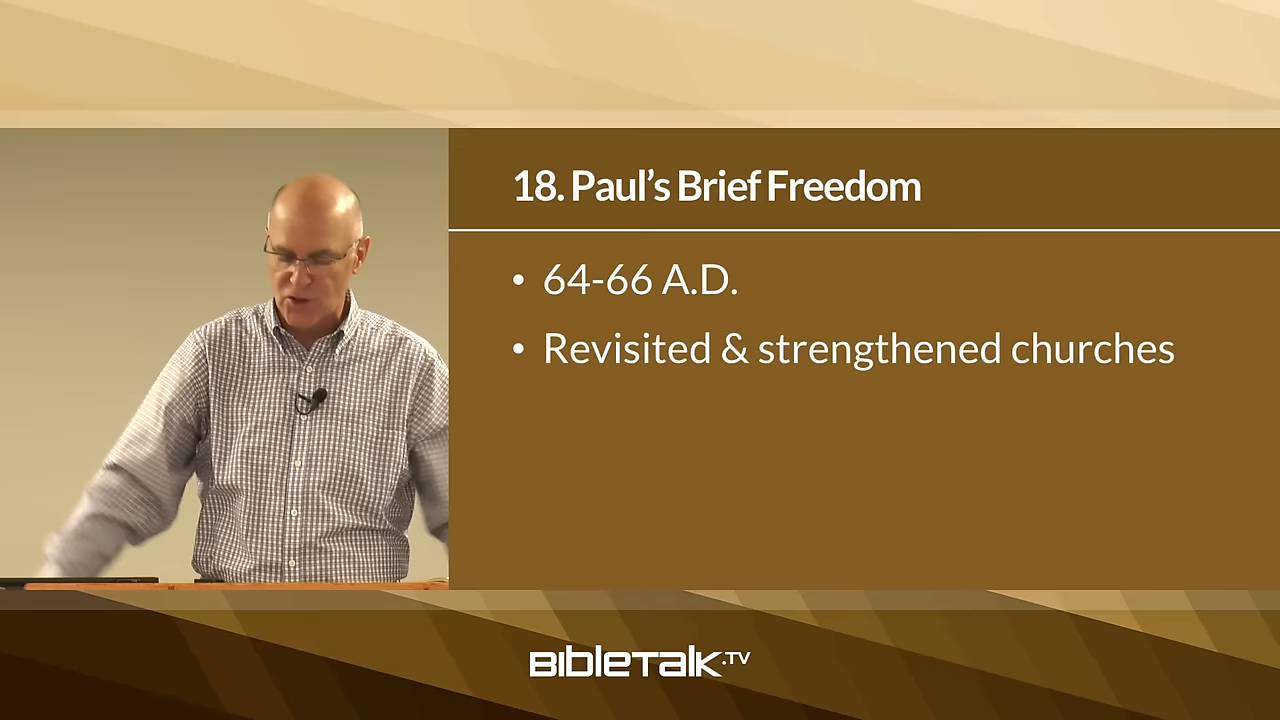 18. Paul's Brief Freedom
• 64-66 A.D.
• Revisited & strengthened churches
BIBLETALK.TV